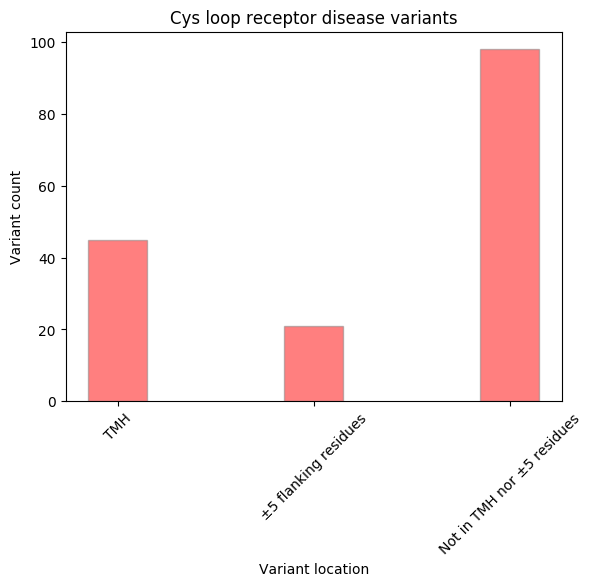 Cys loop receptor disease variants
Variant count
100
80
60
40
20
0
TMH
±5 flanking residues
Not in TMH nor ±5 residues
Variant location